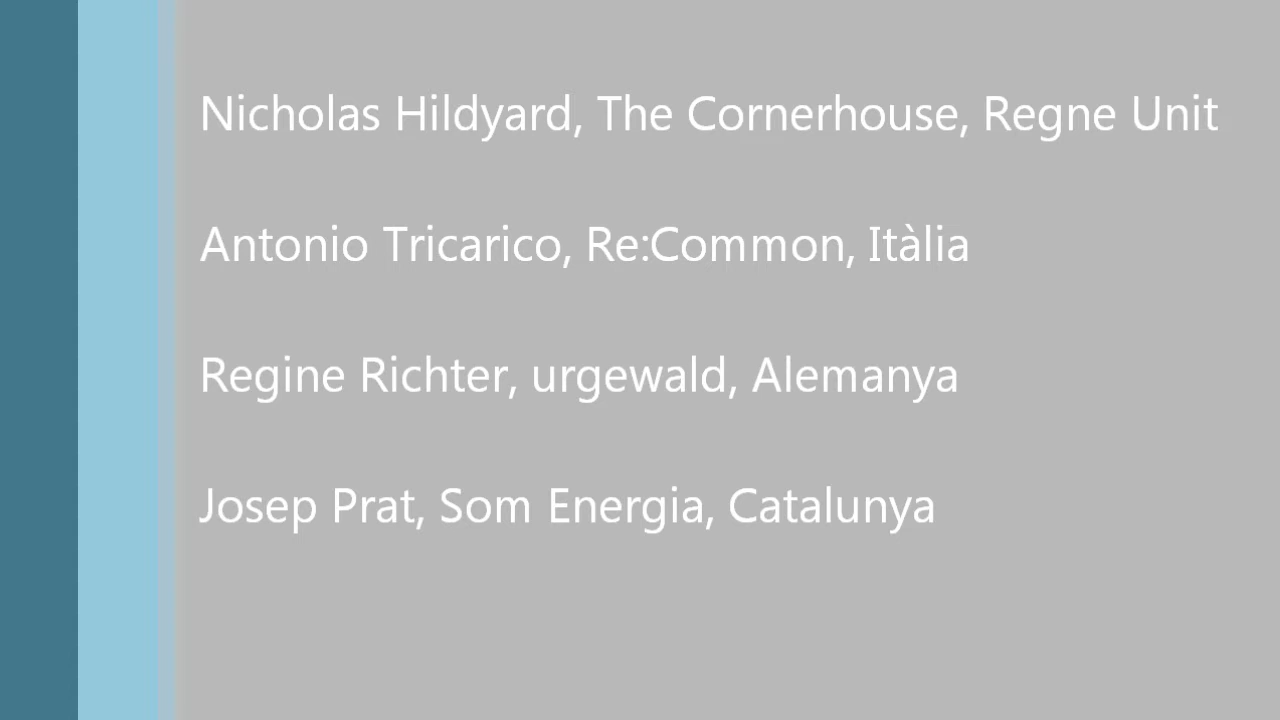 Nicholas Hildyard, The Cornerhouse, Regne Unit
Antonio Tricarico, Re:Common, Itàlia
Regine Richter, urgewald, Alemanya
Josep Prat, Som Energia, Catalunya